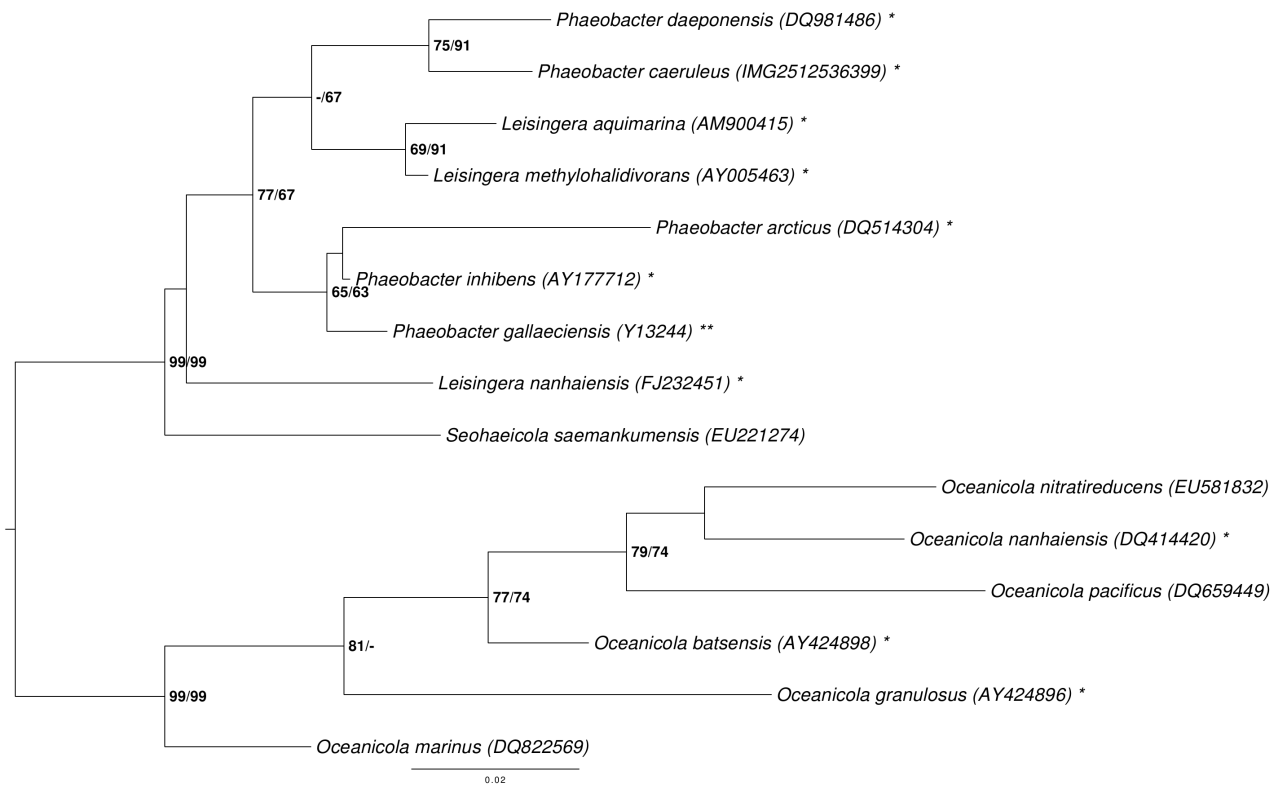 Phaeobacter daeponensis (DQ981486) *
75/91
Phaeobacter caeruleus (IMG2512536399) *
-/67
Leisingera aquimarina (AM900415) *
69/91
Leisingera methylohalidivorans (AY005463) *
77/67
Phaeobacter arcticus (DQ514304) *
Phaeobacter inhibens (AY177712) *
65/63
Phaeobacter gallaeciensis (Y13244) **
99/99
Leisingera nanhaiensis (FJ232451) *
Seohaeicola saemankumensis (EU221274)
Oceanicola nitratireducens (EU581832)
Oceanicola nanhaiensis (DQ414420) *
79/74
Oceanicola pacificus (DQ659449)
77/74
Oceanicola batsensis (AY424898) *
81/-
Oceanicola granulosus (AY424896) *
99/99
Oceanicola marinus (DQ822569)
0.02